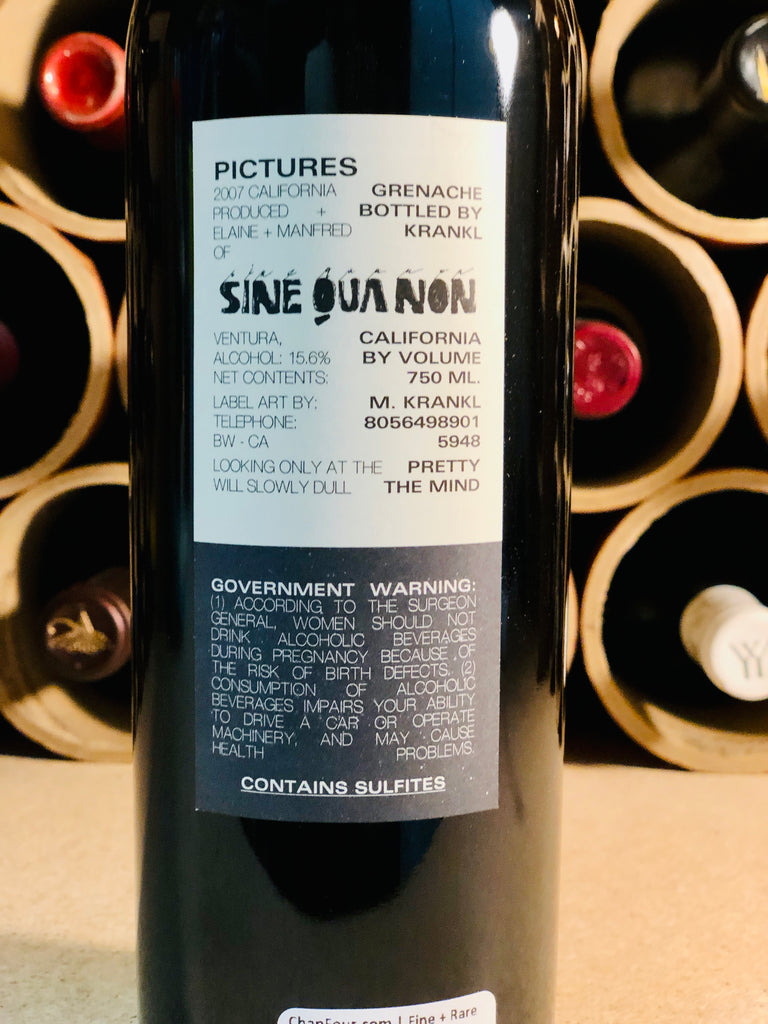 PICTURES
2007 CALIFORNIA GRENACHE
PRODUCED + BOTTLED BY
ELAINE + MANFRED KRANKL
OF
SINE QUA NON
VENTURA, CALIFORNIA
ALCOHOL: 15.6% BY VOLUME
NET CONTENTS: 750 ML.
LABEL ART BY: M. KRANKL
TELEPHONE: 8056498901
BW - CA 5948
LOOKING ONLY AT THE PRETTY
WILL SLOWLY DULL THE MIND
GOVERNMENT WARNING:
(1) ACCORDING TO THE SURGEON
GENERAL, WOMEN SHOULD NOT
DRINK ALCOHOLIC BEVERAGES
DURING PREGNANCY BECAUSE OF
THE RISK OF BIRTH DEFECTS. (2)
CONSUMPTION OF ALCOHOLIC
BEVERAGES IMPAIRS YOUR ABILITY
TO DRIVE A CAR OR OPERATE
MACHINERY, AND MAY CAUSE
HEALTH PROBLEMS.
CONTAINS SULFITES
| Fine + Rare